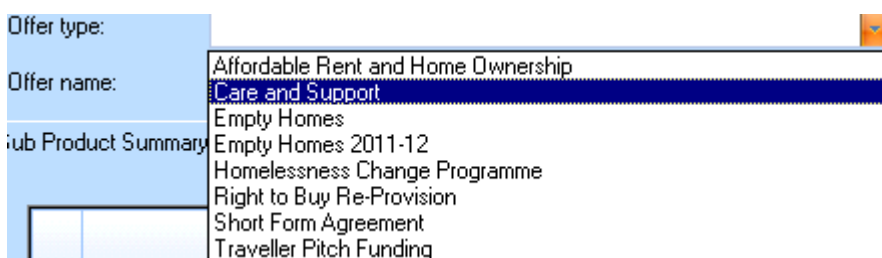 Offer type:
Affordable Rent and Home Ownership
Offer name:
Care and Support
Empty Homes
Sub Product Summary
Empty Homes 2011-12
Homelessness Change Programme
Right to Buy Re-Provision
Short Form Agreement
Traveller Pitch Funding